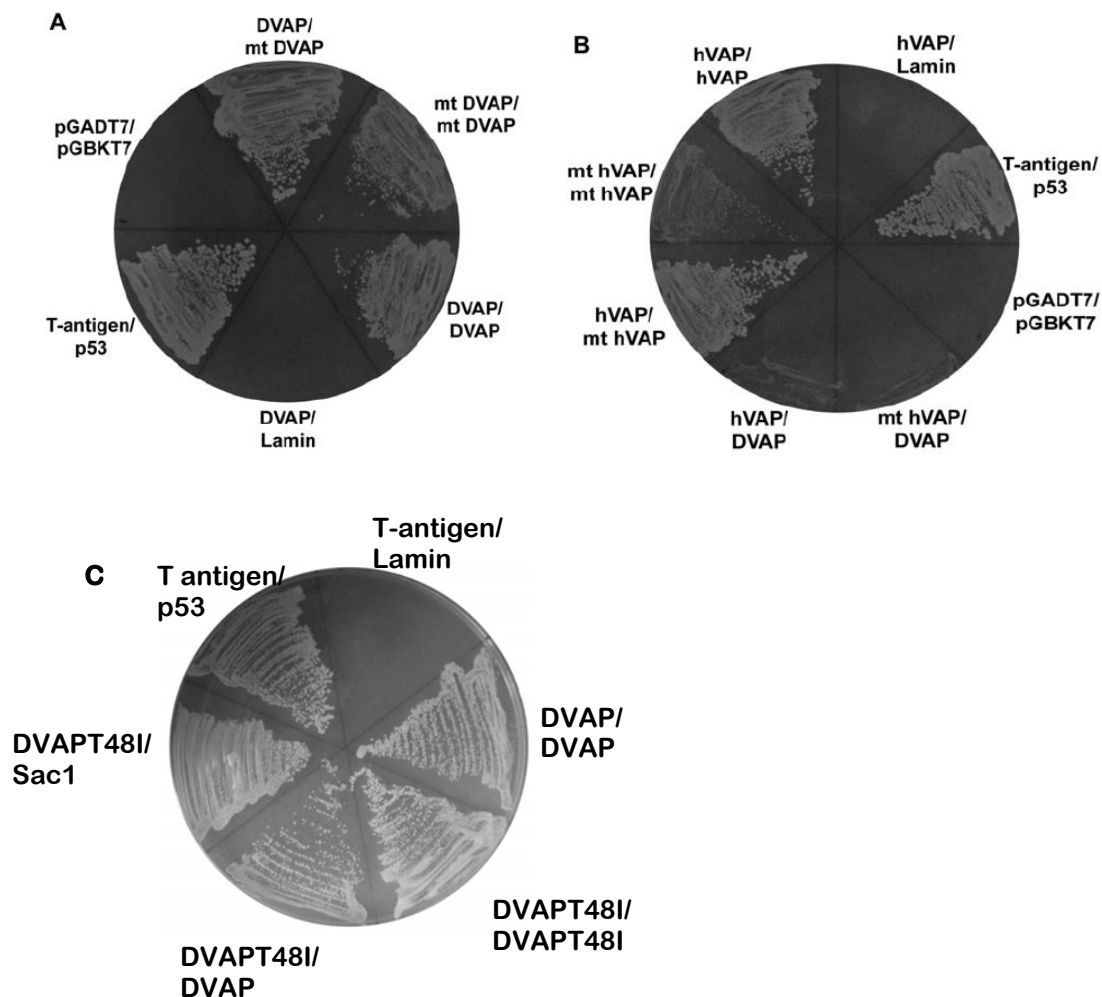 A
DVAP/
mt DVAP
mt DVAP/
mt DVAP
pGADT7/
pGBKT7
T-antigen/
p53
DVAP/
DVAP
DVAP/
Lamin
B
hVAP/
hVAP
hVAP/
Lamin
mt hVAP/
mt hVAP
T-antigen/
p53
hVAP/
mt hVAP
pGADT7/
pGBKT7
hVAP/
DVAP
mt hVAP/
DVAP
C
T antigen/
p53
T-antigen/
Lamin
DVAPT48I/
Sac1
DVAP/
DVAP
DVAPT48I/
DVAP
DVAPT48I/
DVAPT48I